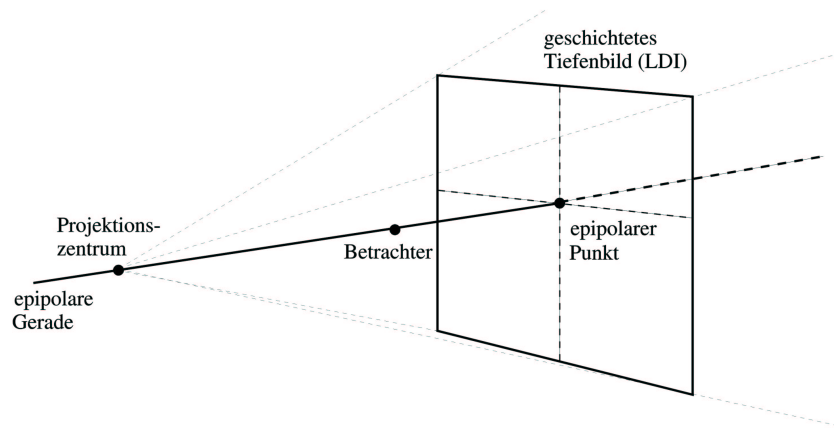 geschichtetes
Tiefenbild (LDI)
Projektions-
zentrum
Betrachter
epipolarer
Punkt
epipolare
Gerade